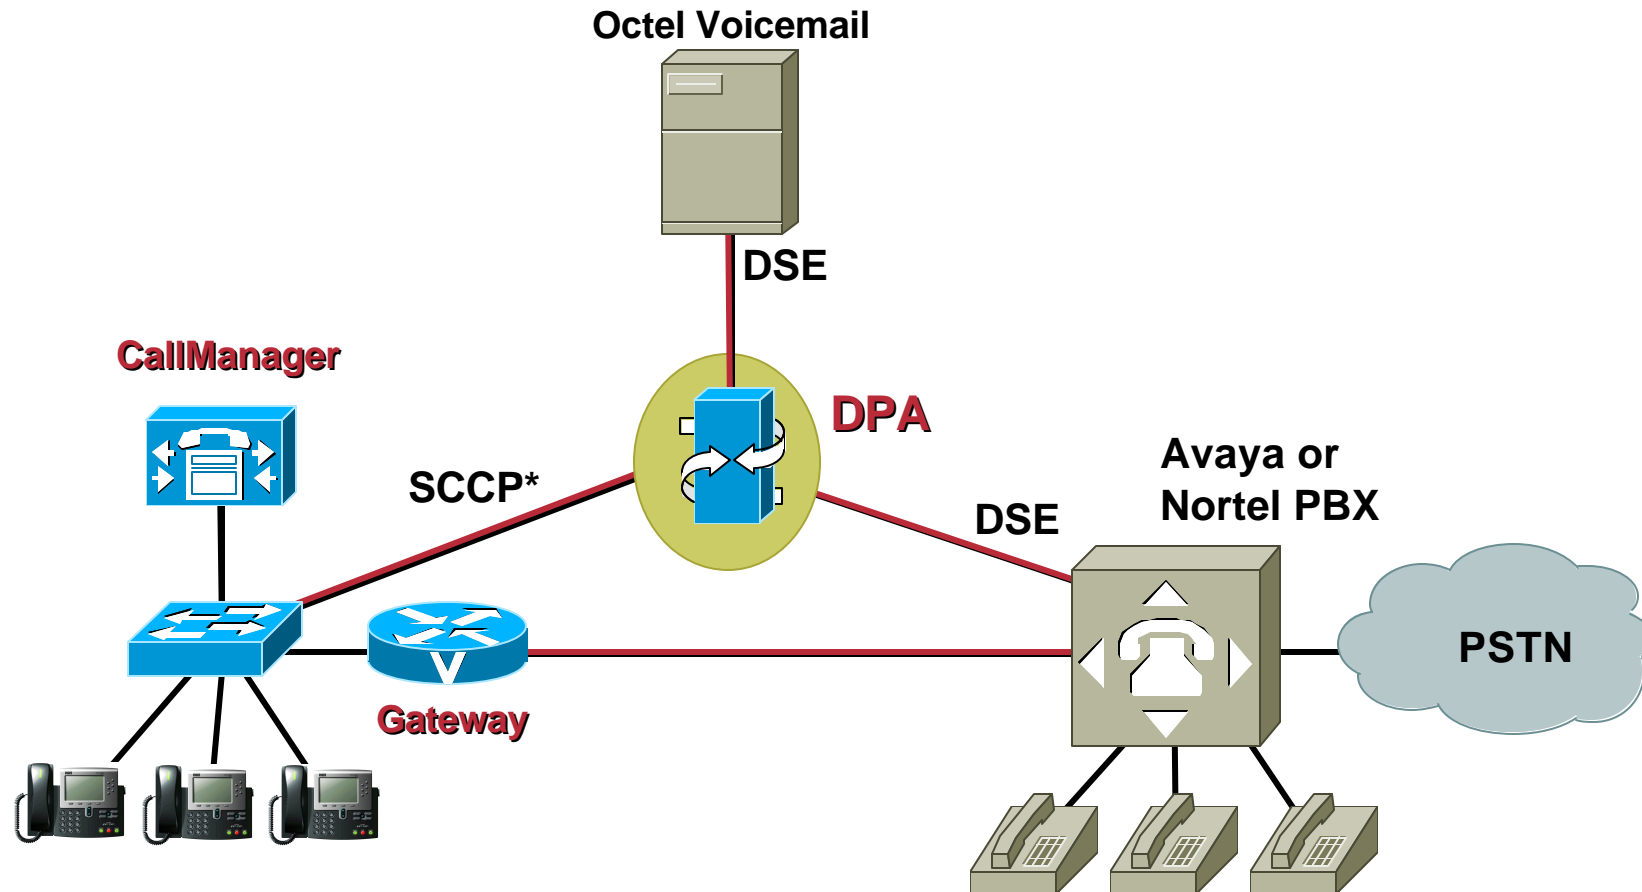 Octel Voicemail
DSE
CallManager
DPA
SCCP*
Avaya or
Nortel PBX
DSE
PSTN
V
Gateway